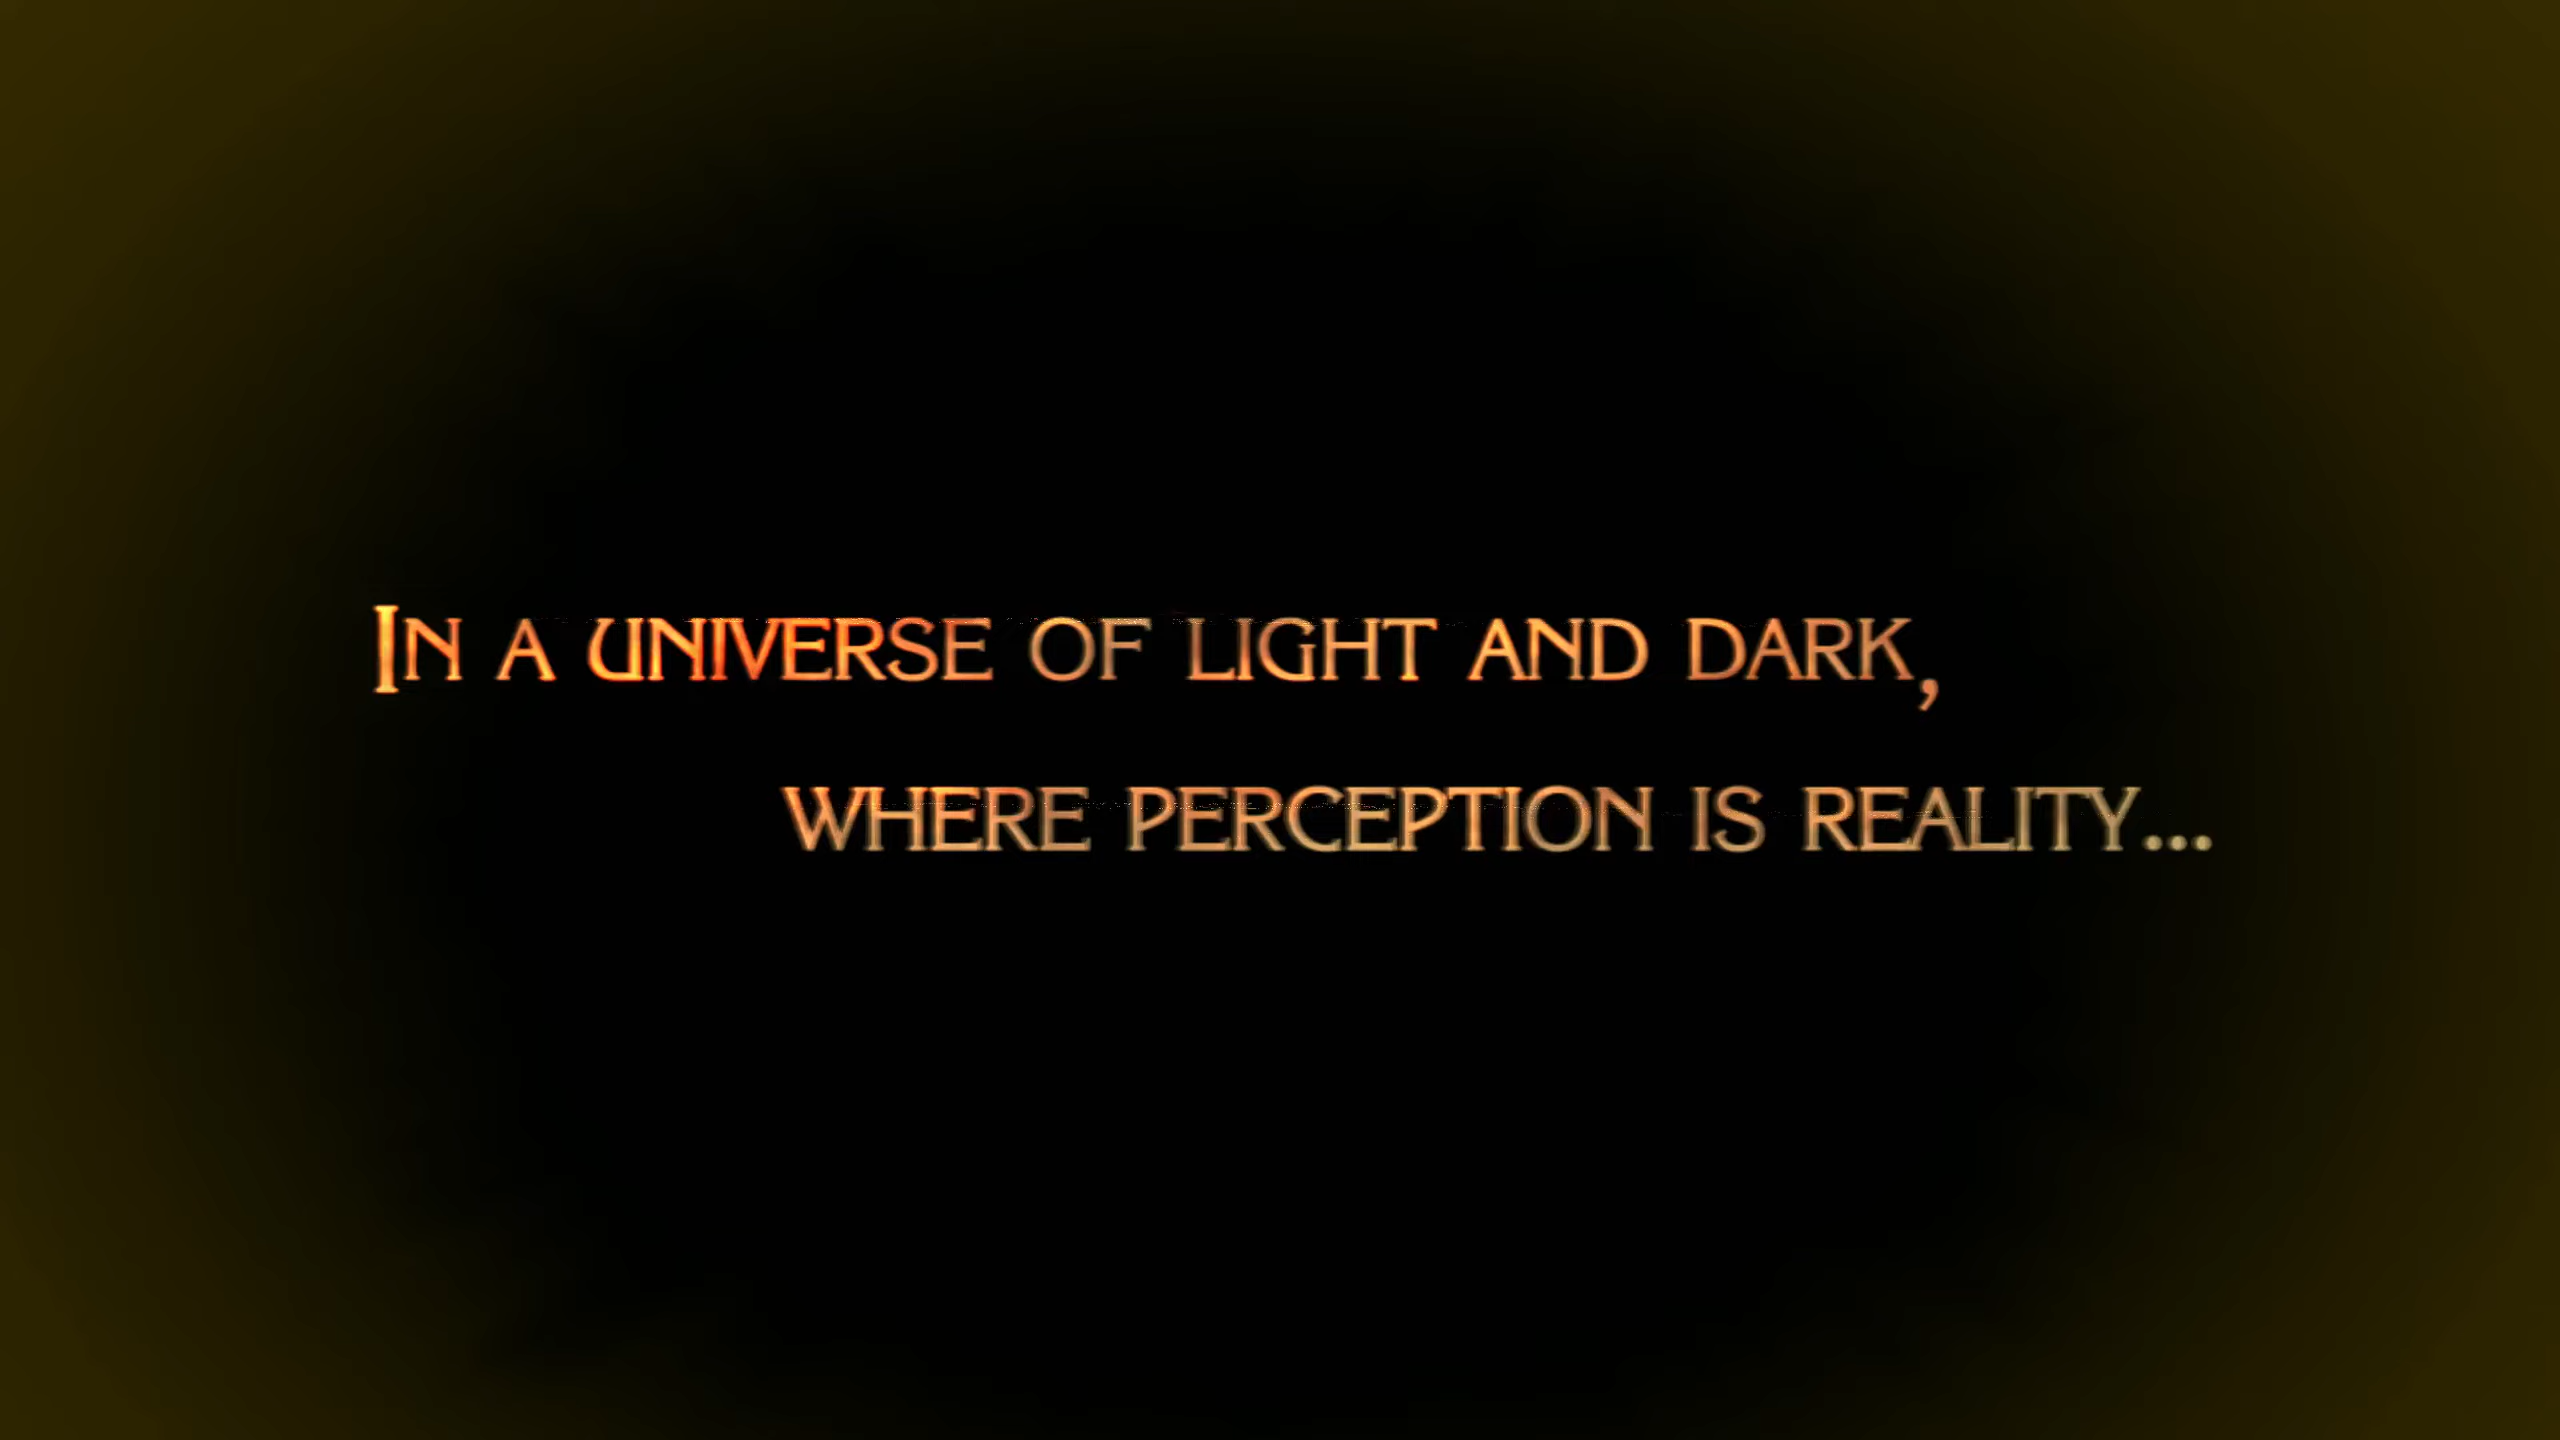 In a universe of light and dark,
where perception is reality...